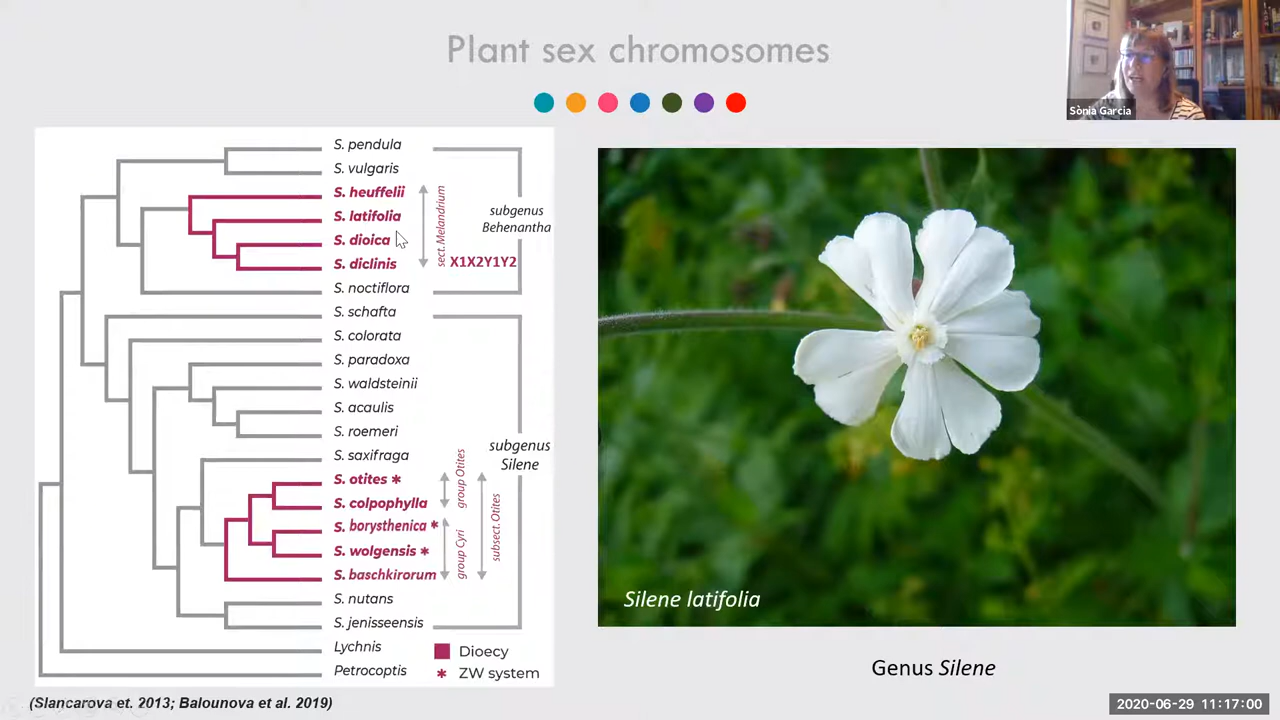 Plant sex chromosomes
Sònia Garcia
S. pendula
S. vulgaris
S. heuffelii
S. latifolia
S. dioica
S. diclinis
S. noctiflora
S. schafta
S. colorata
S. paradoxa
S. waldsteinii
S. acaulis
S. roemeri
S. saxifraga
S. otites *
S. colpophylla
S. borysthenica *
S. wolgensis *
S. baschkirorum
S. nutans
S. jenisseensis
Lychnis
Petrocoptis
sect. Melandrium
X1X2Y1Y2
subgenus
Behenantha
subgenus
Silene
group Otites
group Cyri
subsect. Otites
Dioecy
* ZW system
(Slancarova et. 2013; Balounova et al. 2019)
Silene latifolia
Genus Silene
2020-06-29 11:17:00